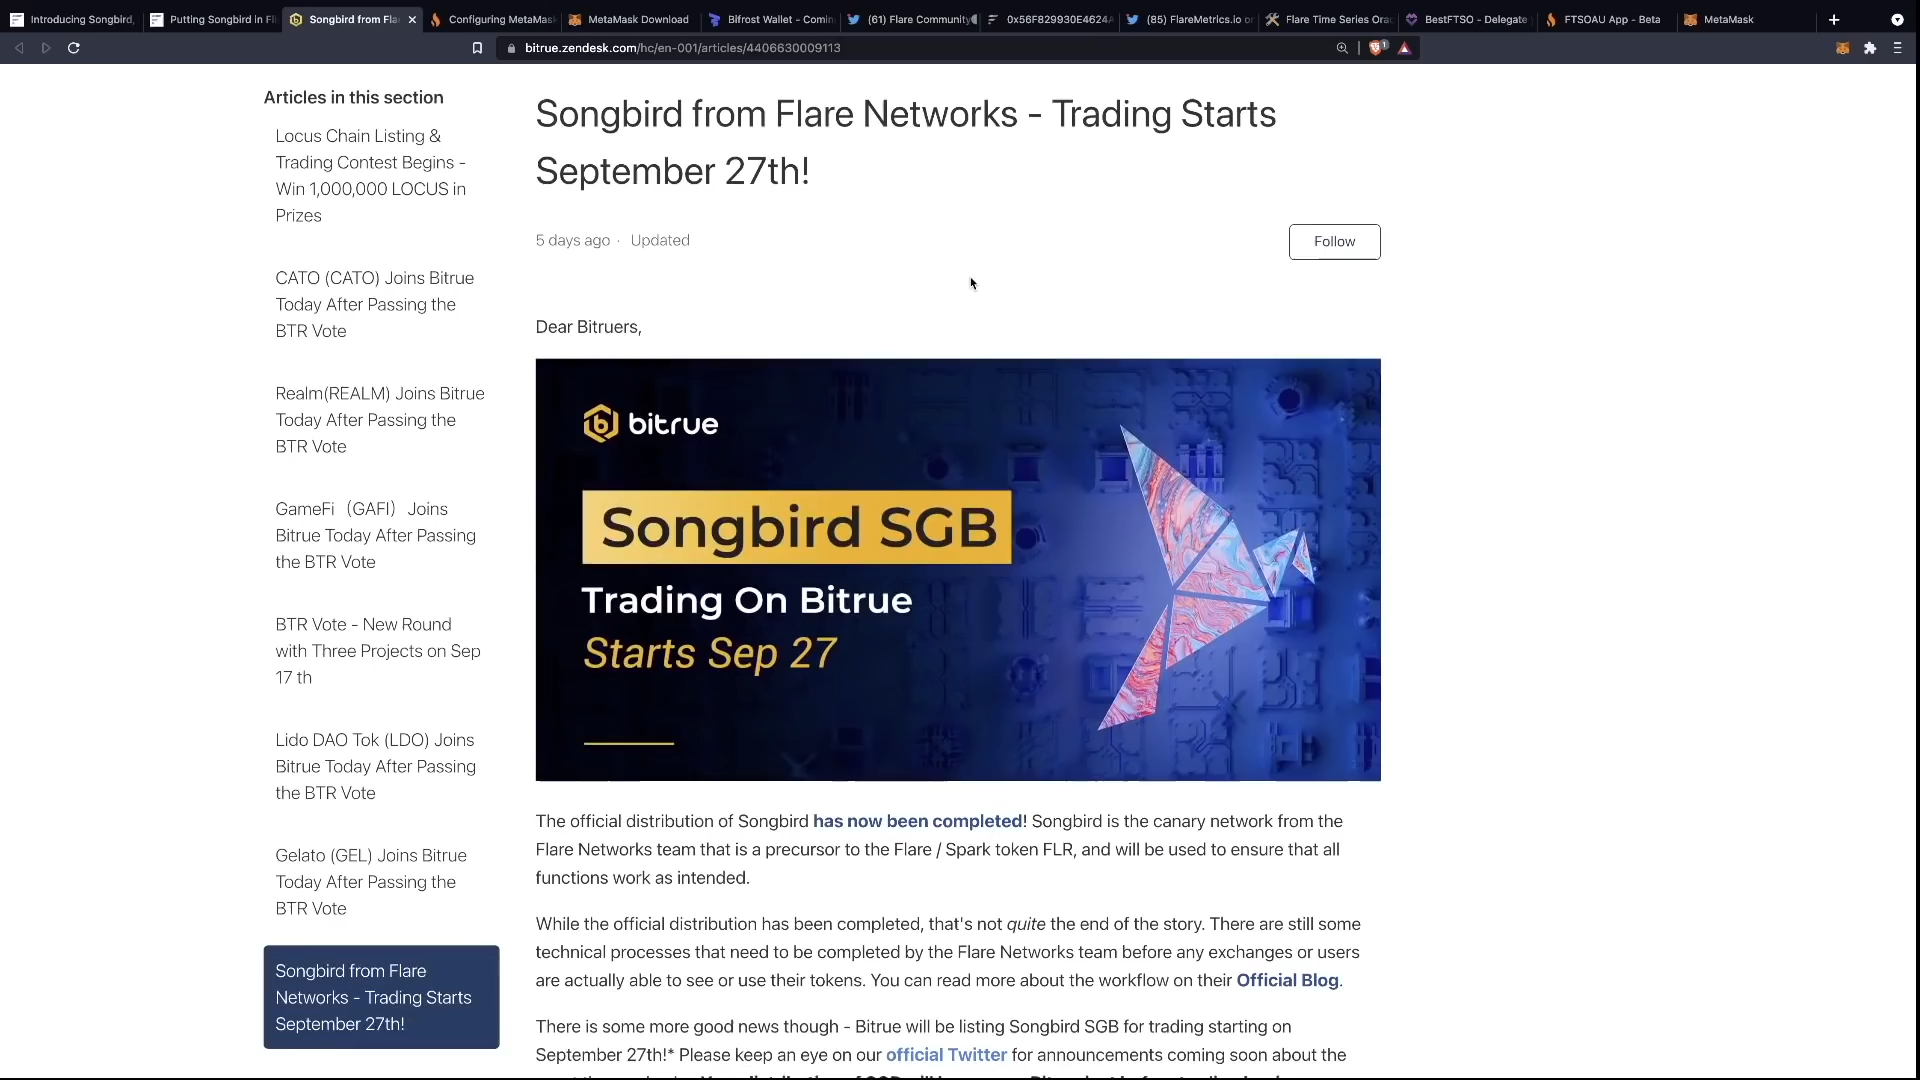 Introducing Songbird,
Putting Songbird in Fl
Songbird from Fla
Configuring MetaMas
MetaMask Download
Bifrost Wallet - Comin
(61) Flare Community
0x56F829930E4624
(85) FlareMetrics.io o
Flare Time Series Ora
BestFTSO - Delegate
FTSOAU App - Beta
MetaMask
bitrue.zendesk.com/hc/en-001/articles/4406630009113
Articles in this section
Locus Chain Listing &
Trading Contest Begins -
Win 1,000,000 LOCUS in
Prizes
CATO (CATO) Joins Bitrue
Today After Passing the
BTR Vote
Realm(REALM) Joins Bitrue
Today After Passing the
BTR Vote
GameFi（GAFI）Joins
Bitrue Today After Passing
the BTR Vote
BTR Vote - New Round
with Three Projects on Sep
17 th
Lido DAO Tok (LDO) Joins
Bitrue Today After Passing
the BTR Vote
Gelato (GEL) Joins Bitrue
Today After Passing the
BTR Vote
Songbird from Flare
Networks - Trading Starts
September 27th!
Songbird from Flare Networks - Trading Starts
September 27th!
5 days ago · Updated
Follow
Dear Bitruers,
bitrue
Songbird SGB
Trading On Bitrue
Starts Sep 27
The official distribution of Songbird has now been completed! Songbird is the canary network from the
Flare Networks team that is a precursor to the Flare / Spark token FLR, and will be used to ensure that all
functions work as intended.
While the official distribution has been completed, that's not quite the end of the story. There are still some
technical processes that need to be completed by the Flare Networks team before any exchanges or users
are actually able to see or use their tokens. You can read more about the workflow on their Official Blog.
There is some more good news though - Bitrue will be listing Songbird SGB for trading starting on
September 27th!* Please keep an eye on our official Twitter for announcements coming soon about the